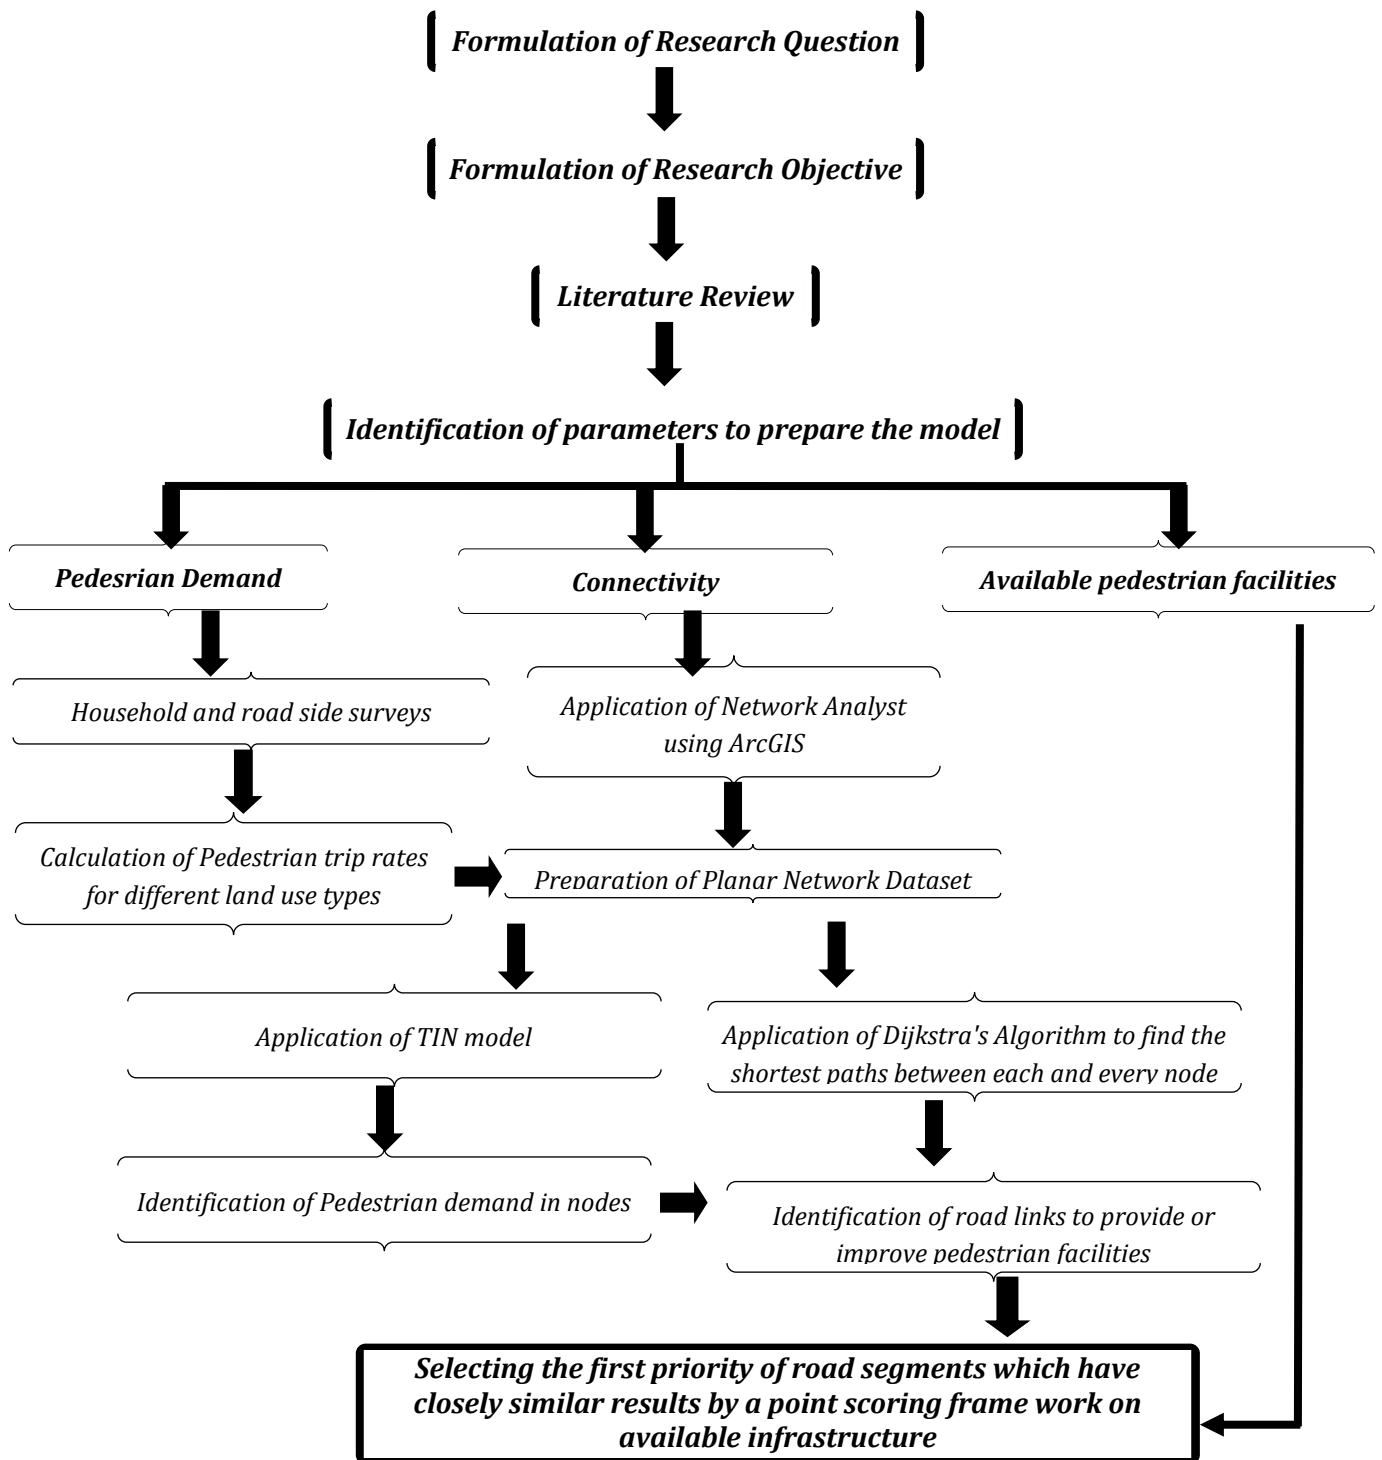 Formulation of Research Question
Formulation of Research Objective
Literature Review
Identification of parameters to prepare the model
Pedesrian Demand
Connectivity
Available pedestrian facilities
Household and road side surveys
Application of Network Analyst
using ArcGIS
Calculation of Pedestrian trip rates
for different land use types
Preparation of Planar Network Dataset
Application of TIN model
Application of Dijkstra's Algorithm to find the
shortest paths between each and every node
Identification of Pedestrian demand in nodes
Identification of road links to provide or
improve pedestrian facilities
Selecting the first priority of road segments which have
closely similar results by a point scoring frame work on
available infrastructure